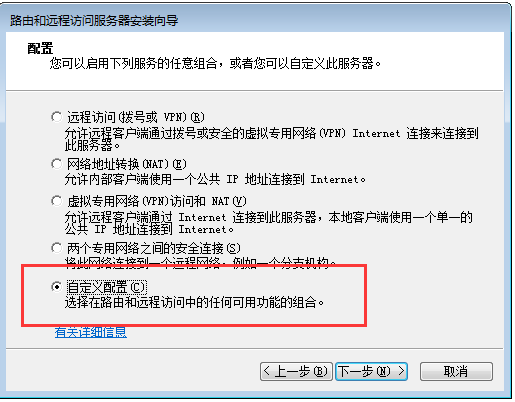 路由和远程访问服务器安装向导
配置
您可以启用下列服务的任意组合，或者您可以自定义此服务器。
远程访问(拨号或 VPN)(R)
允许远程客户端通过拨号或安全的虚拟专用网络(VPN) Internet 连接来连接到
此服务器。
网络地址转换(NAT)(E)
允许内部客户端使用一个公共 IP 地址连接到 Internet。
虚拟专用网络(VPN)访问和 NAT(V)
允许远程客户端通过 Internet 连接到此服务器，本地客户端使用一个单一的
公共 IP 地址连接到 Internet。
两个专用网络之间的安全连接(S)
将此网络连接到一个远程网络，例如一个分支机构。
自定义配置(C)
选择在路由和远程访问中的任何可用功能的组合。
有关详细信息
< 上一步(B) 下一步(N) > 取消